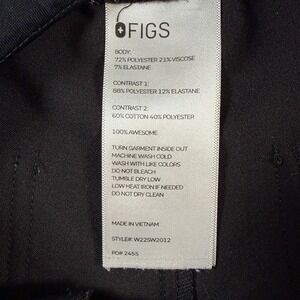 FIGS
BODY:
72% POLYESTER 21% VISCOSE
7% ELASTANE
CONTRAST 1:
88% POLYESTER 12% ELASTANE
CONTRAST 2:
60% COTTON 40% POLYESTER
100% AWESOME
TURN GARMENT INSIDE OUT
MACHINE WASH COLD
WASH WITH LIKE COLORS
DO NOT BLEACH
TUMBLE DRY LOW
LOW HEAT IRON IF NEEDED
DO NOT DRY CLEAN
MADE IN VIETNAM
STYLE#: W22SW2012
PO# 2455